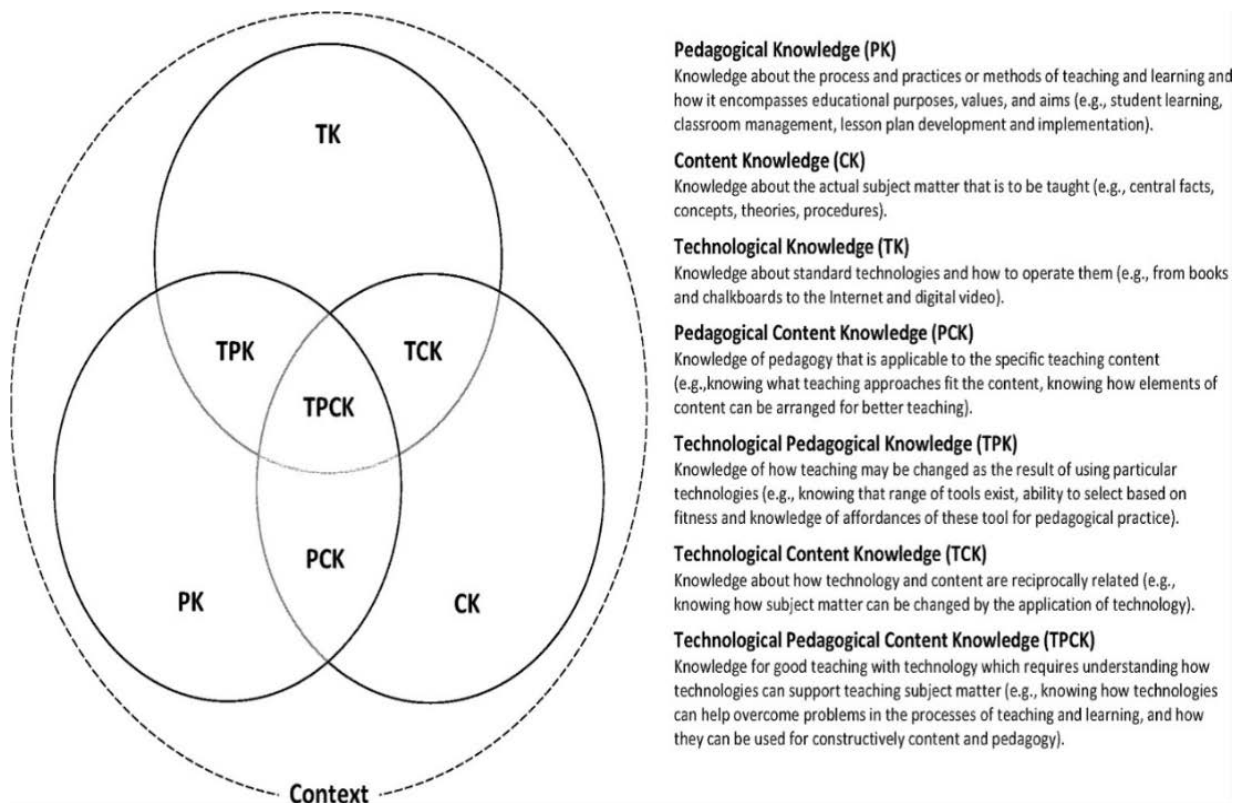 TK
TPK
TCK
TPCK
PCK
PK
CK
Context
Pedagogical Knowledge (PK)
Knowledge about the process and practices or methods of teaching and learning and
how it encompasses educational purposes, values, and aims (e.g., student learning,
classroom management, lesson plan development and implementation).
Content Knowledge (CK)
Knowledge about the actual subject matter that is to be taught (e.g., central facts,
concepts, theories, procedures).
Technological Knowledge (TK)
Knowledge about standard technologies and how to operate them (e.g., from books
and chalkboards to the Internet and digital video).
Pedagogical Content Knowledge (PCK)
Knowledge of pedagogy that is applicable to the specific teaching content
(e.g.,knowing what teaching approaches fit the content, knowing how elements of
content can be arranged for better teaching).
Technological Pedagogical Knowledge (TPK)
Knowledge of how teaching may be changed as the result of using particular
technologies (e.g., knowing that range of tools exist, ability to select based on
fitness and knowledge of affordances of these tool for pedagogical practice).
Technological Content Knowledge (TCK)
Knowledge about how technology and content are reciprocally related (e.g.,
knowing how subject matter can be changed by the application of technology).
Technological Pedagogical Content Knowledge (TPCK)
Knowledge for good teaching with technology which requires understanding how
technologies can support teaching subject matter (e.g., knowing how technologies
can help overcome problems in the processes of teaching and learning, and how
they can be used for constructively content and pedagogy).